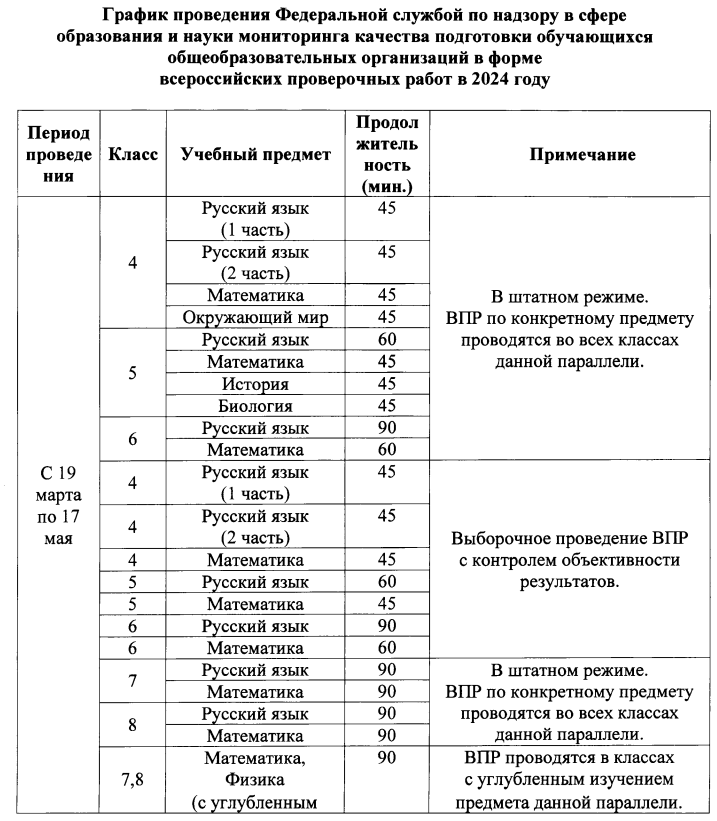 График проведения Федеральной службой по надзору в сфере
образования и науки мониторинга качества подготовки обучающихся
общеобразовательных организаций в форме
всероссийских проверочных работ в 2024 году
Период проведе ния | Класс | Учебный предмет | Продол житель ность (мин.) | Примечание
С 19 марта по 17 мая
4
Русский язык (1 часть) | 45
Русский язык (2 часть) | 45
Математика | 45
Окружающий мир | 45
5
Русский язык | 60
Математика | 45
История | 45
Биология | 45
6
Русский язык | 90
Математика | 60
В штатном режиме.
ВПР по конкретному предмету
проводятся во всех классах
данной параллели.
4 | Русский язык (1 часть) | 45
4 | Русский язык (2 часть) | 45
4 | Математика | 45
5 | Русский язык | 60
5 | Математика | 45
6 | Русский язык | 90
6 | Математика | 60
Выборочное проведение ВПР
с контролем объективности
результатов.
7
Русский язык | 90
Математика | 90
8
Русский язык | 90
Математика | 90
В штатном режиме.
ВПР по конкретному предмету
проводятся во всех классах
данной параллели.
7,8
Математика,
Физика
(с углубленным
90
ВПР проводятся в классах
с углубленным изучением
предмета данной параллели.